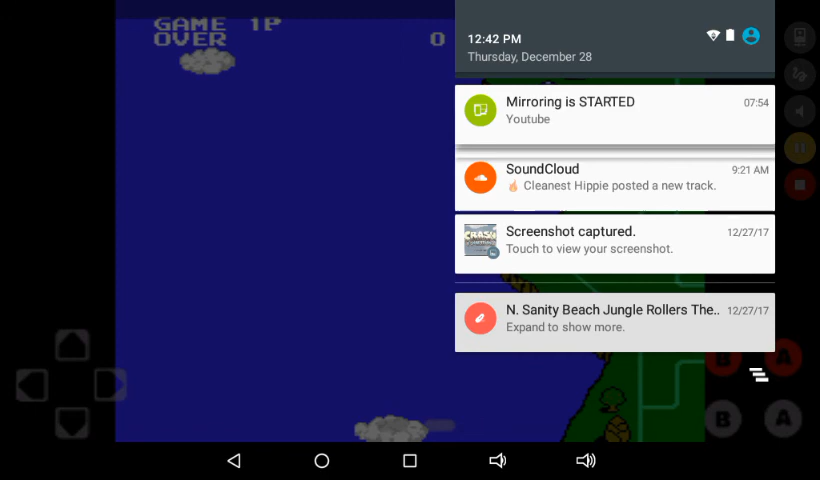 GAME 1P
OVER 0
12:42 PM
Thursday, December 28
Mirroring is STARTED 07:54
Youtube
SoundCloud 9:21 AM
🔥 Cleanest Hippie posted a new track.
Screenshot captured. 12/27/17
Touch to view your screenshot.
N. Sanity Beach Jungle Rollers The.. 12/27/17
Expand to show more.
B A
B A